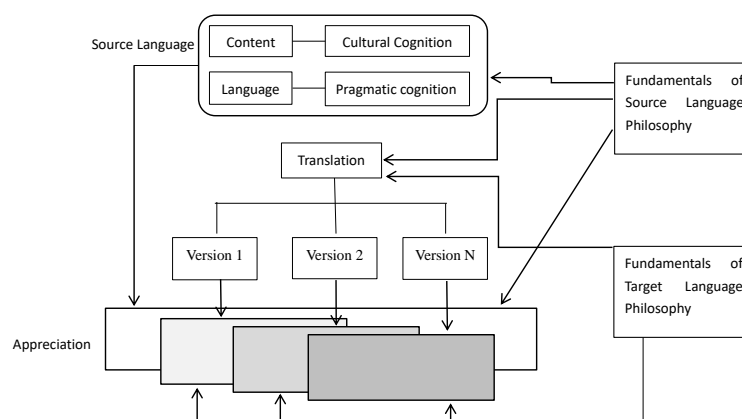 Source Language
Content
Cultural Cognition
Language
Pragmatic cognition
Fundamentals of
Source Language
Philosophy
Translation
Version 1
Version 2
Version N
Fundamentals of
Target Language
Philosophy
Appreciation